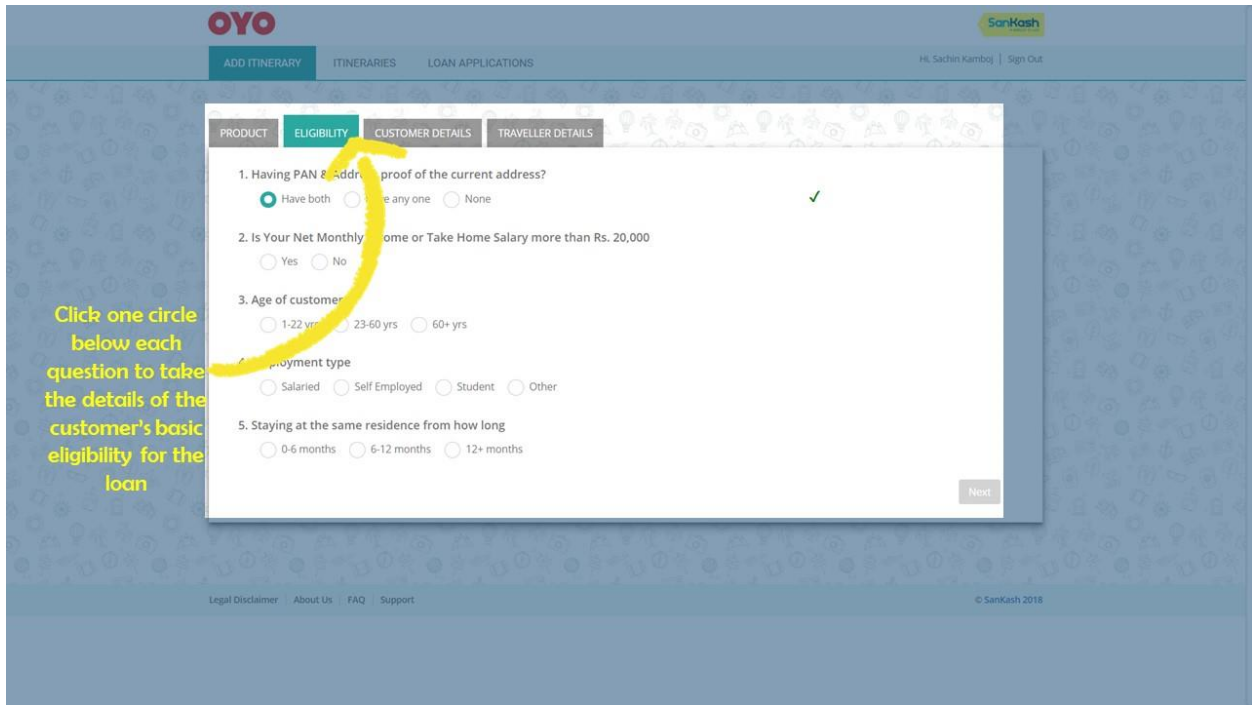 OYO
SanKash
ADD ITINERARY ITINERARIES LOAN APPLICATIONS
Hi, Sachin Kamboj | Sign Out
PRODUCT ELIGIBILITY CUSTOMER DETAILS TRAVELLER DETAILS
1. Having PAN & Address proof of the current address?
Have both any one None
2. Is Your Net Monthly Income or Take Home Salary more than Rs. 20,000
Yes No
3. Age of customer
1-22 yrs 23-60 yrs 60+ yrs
4. Employment type
Salaried Self Employed Student Other
5. Staying at the same residence from how long
0-6 months 6-12 months 12+ months
Next
Click one circle
below each
question to take
the details of the
customer's basic
eligibility for the
loan
Legal Disclaimer About Us FAQ Support
© SanKash 2018